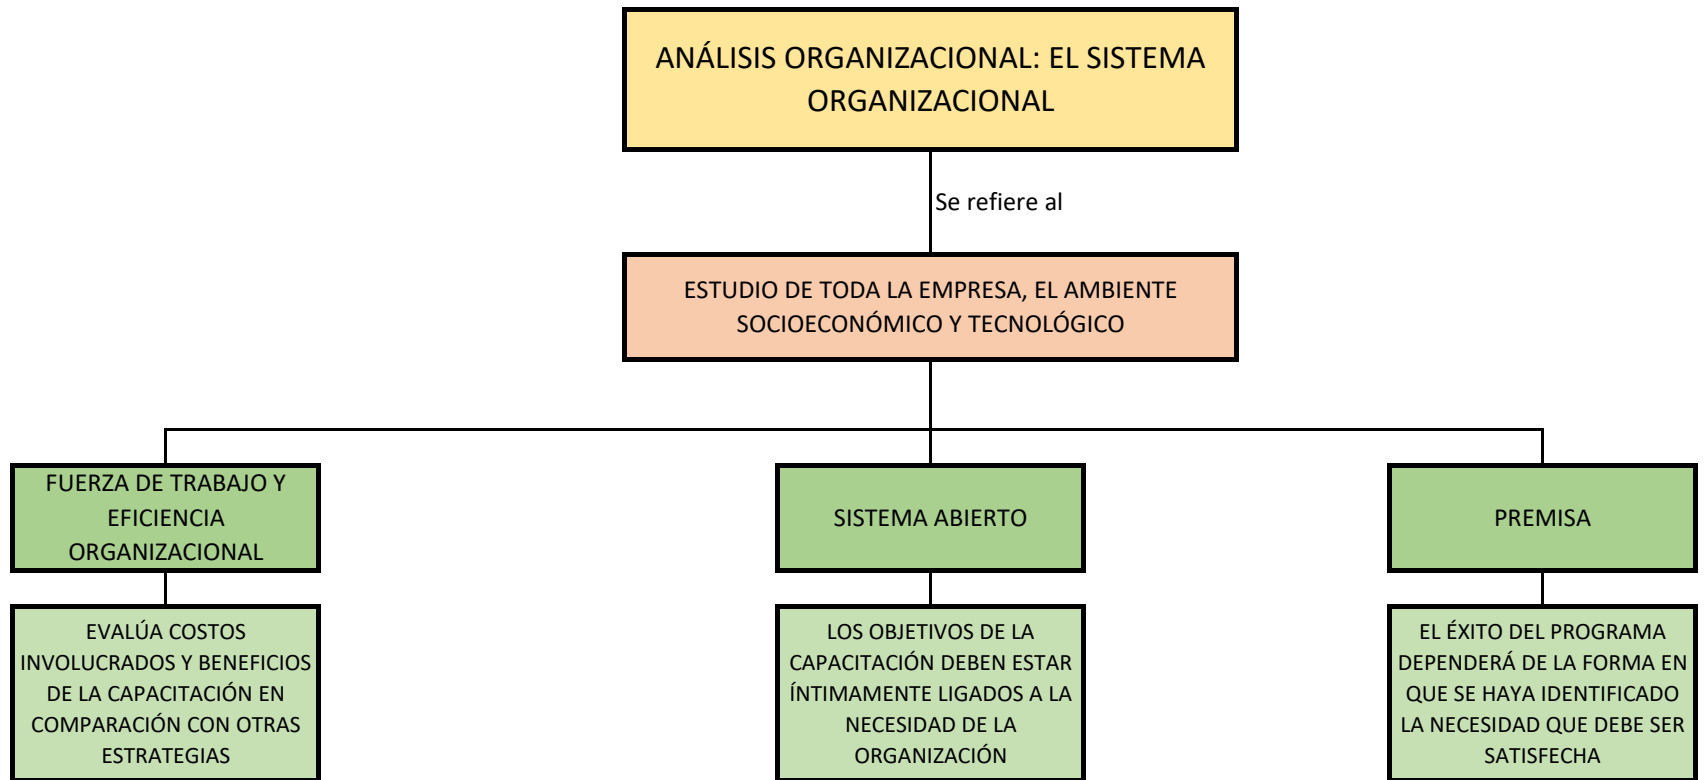 ANÁLISIS ORGANIZACIONAL: EL SISTEMA
ORGANIZACIONAL
Se refiere al
ESTUDIO DE TODA LA EMPRESA, EL AMBIENTE
SOCIOECONÓMICO Y TECNOLÓGICO
FUERZA DE TRABAJO Y
EFICIENCIA
ORGANIZACIONAL
EVALÚA COSTOS
INVOLUCRADOS Y BENEFICIOS
DE LA CAPACITACIÓN EN
COMPARACIÓN CON OTRAS
ESTRATEGIAS
SISTEMA ABIERTO
LOS OBJETIVOS DE LA
CAPACITACIÓN DEBEN ESTAR
ÍNTIMAMENTE LIGADOS A LA
NECESIDAD DE LA
ORGANIZACIÓN
PREMISA
EL ÉXITO DEL PROGRAMA
DEPENDERÁ DE LA FORMA EN
QUE SE HAYA IDENTIFICADO
LA NECESIDAD QUE DEBE SER
SATISFECHA